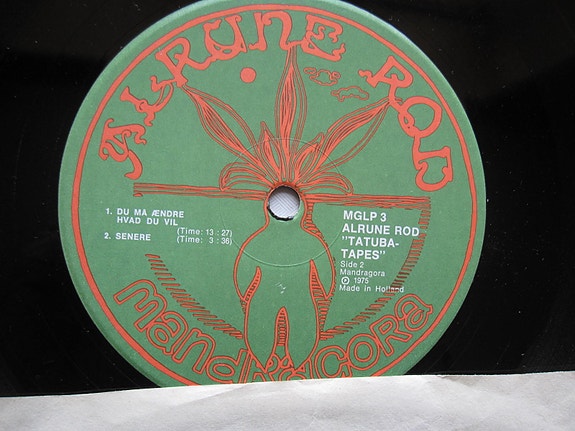 ALRUNE ROD
1. DU MA ÆNDRE
HVAD DU VIL
(Time: 13 : 27)
2. SENERE (Time: 3 : 36)
MGLP 3
ALRUNE ROD
"TATUBA-
TAPES"
Side 2
Mandragora
Ⓟ 1975
Made in Holland
mandragora